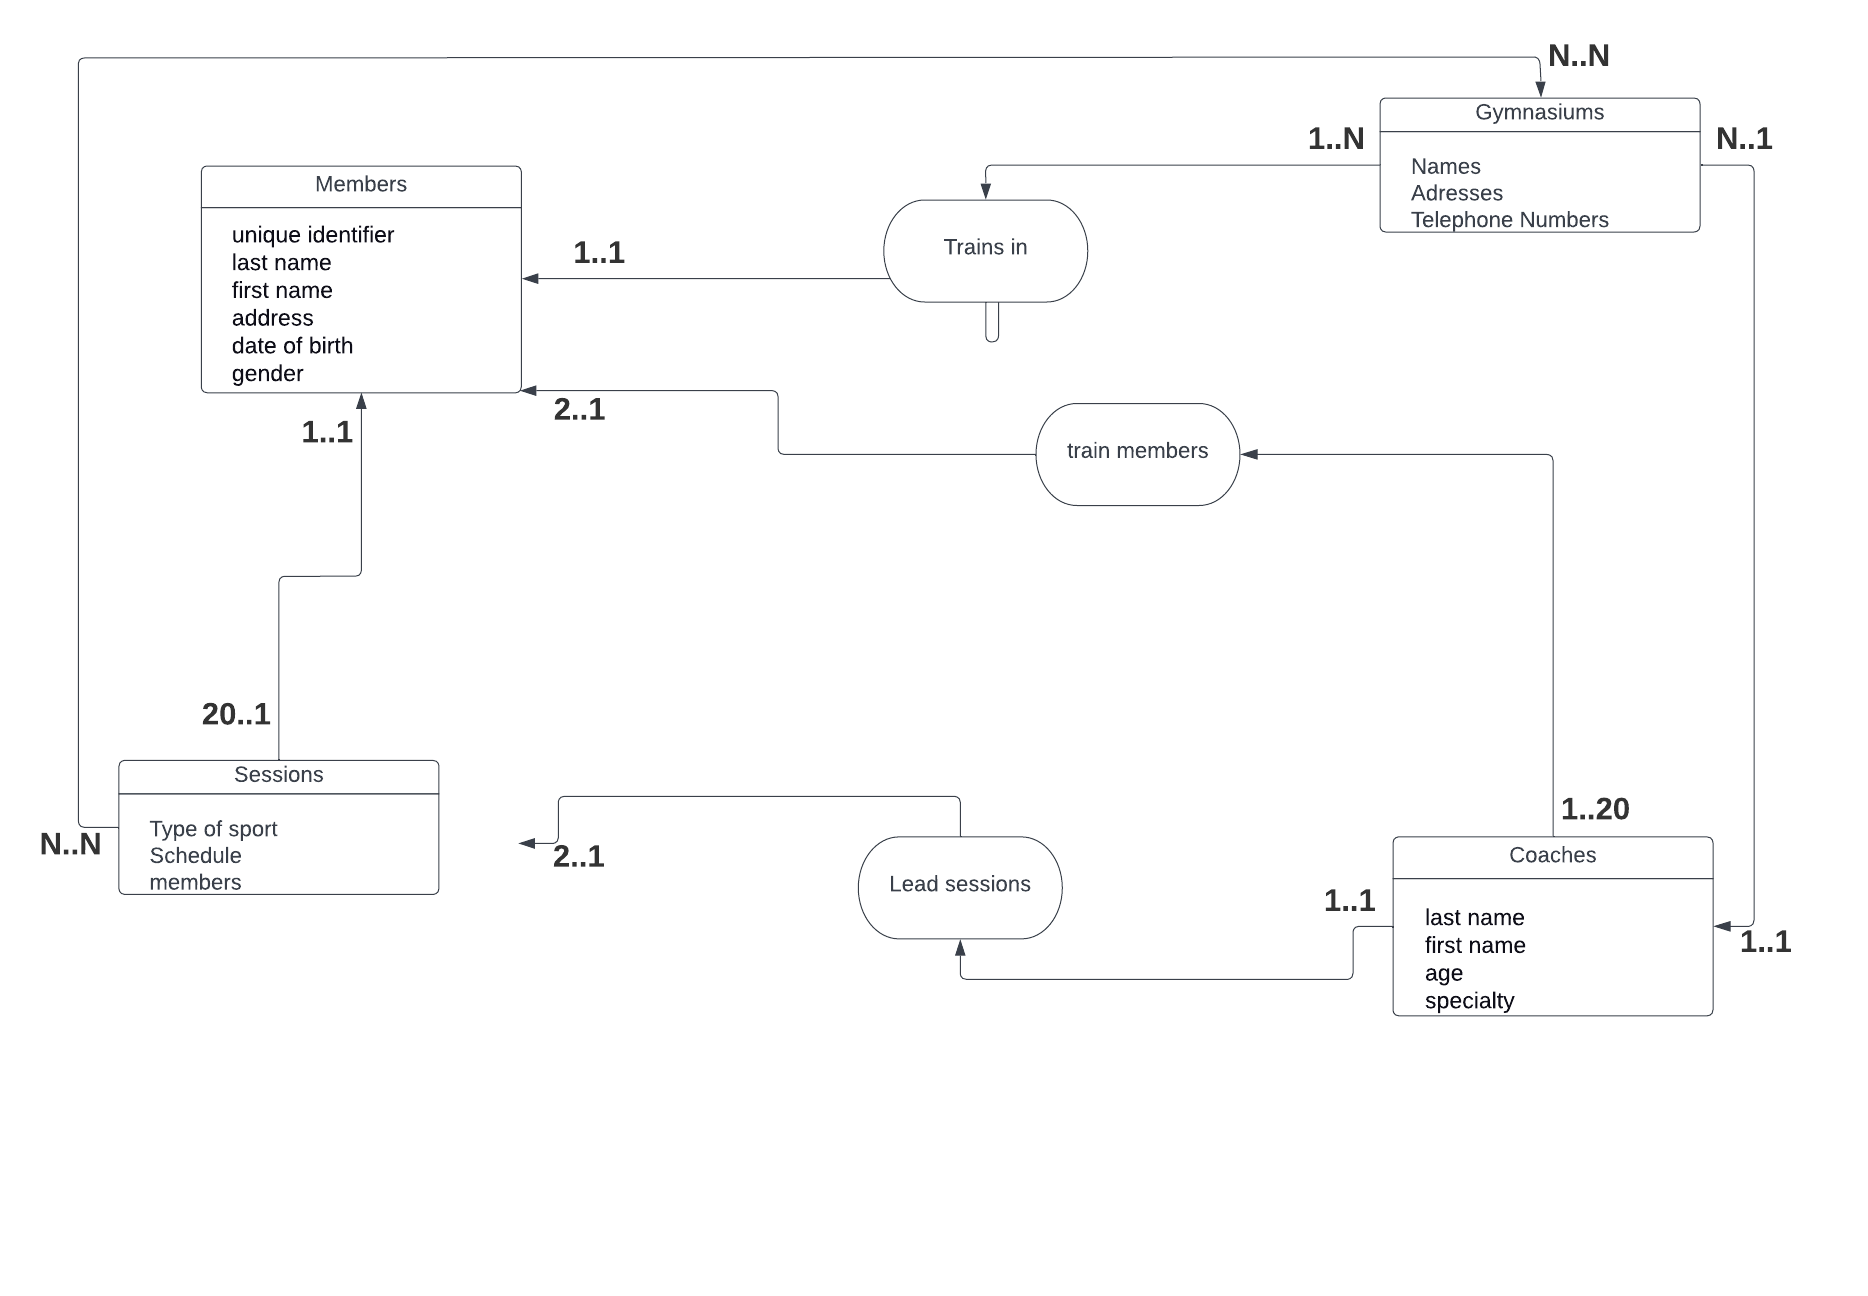 N..N
Gymnasiums
1..N
N..1
Names
Adresses
Telephone Numbers
Members
unique identifier
last name
first name
address
date of birth
gender
1..1
Trains in
2..1
1..1
train members
20..1
Sessions
Type of sport
Schedule
members
N..N
2..1
Lead sessions
1..20
Coaches
1..1
last name
first name
age
specialty
1..1